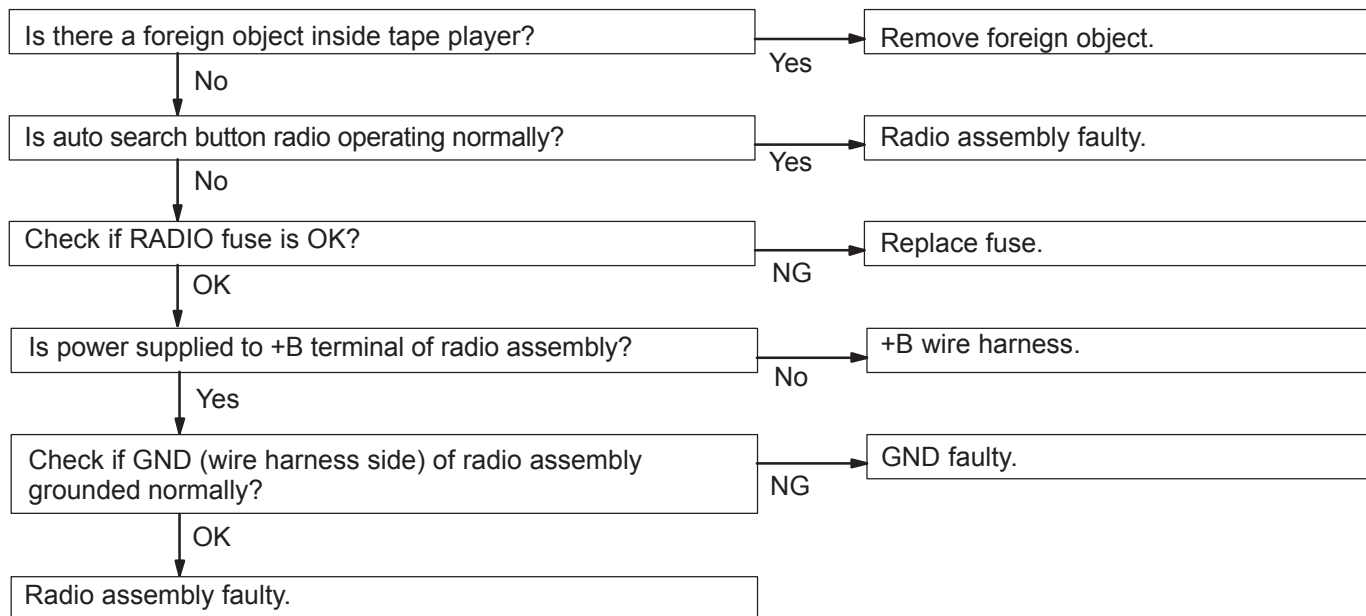 Is there a foreign object inside tape player?
Yes
Remove foreign object.
No
Is auto search button radio operating normally?
Yes
Radio assembly faulty.
No
Check if RADIO fuse is OK?
NG
Replace fuse.
OK
Is power supplied to +B terminal of radio assembly?
No
+B wire harness.
Yes
Check if GND (wire harness side) of radio assembly
grounded normally?
NG
GND faulty.
OK
Radio assembly faulty.